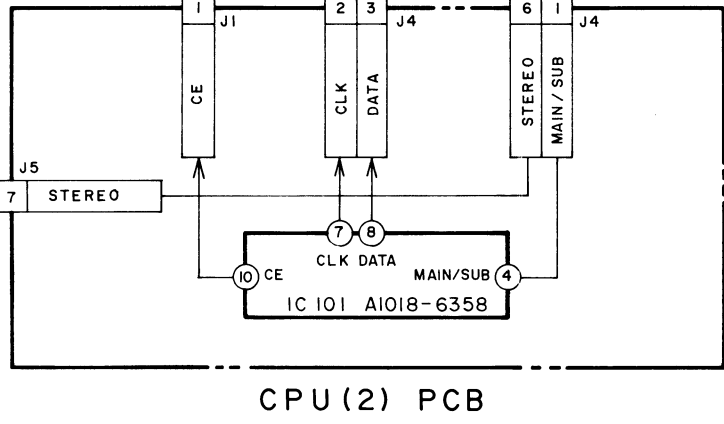 1 2 3 6 1
J1 J4 J4
CE CLK DATA STEREO MAIN/SUB
J5
7 STEREO
7 8
CLK DATA
10 CE MAIN/SUB 4
IC 101 A1018-6358
CPU(2) PCB